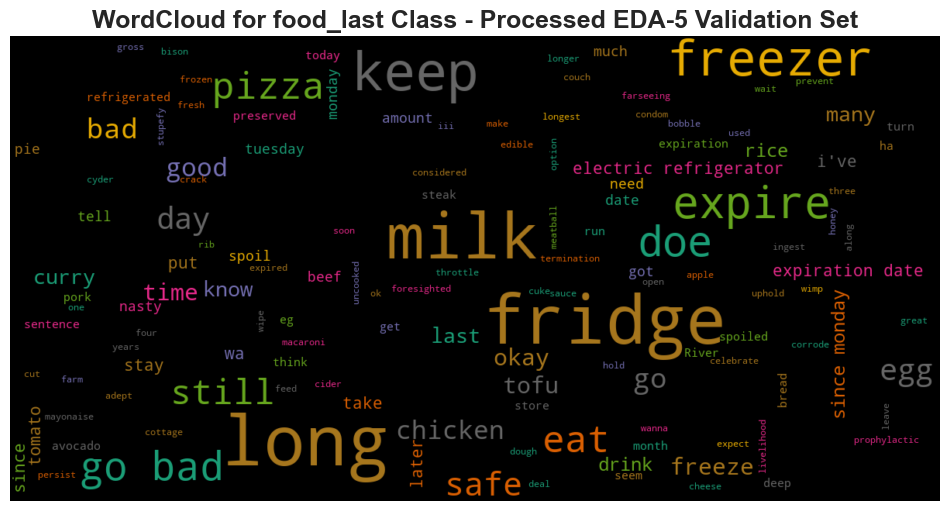 WordCloud for food_last Class - Processed EDA-5 Validation Set
gross
bison
today
keep
much
longer
couch
freezer
wait
prevent
frozen
refrigerated
fresh
pizza
monday
preserved
amount
iii
make
longest
farseeing
condom
bobble
used
many
turn
bad
stupefy
edible
option
expiration
rice
ha
pie
tuesday
good
considered
electric refrigerator
i've
cyder
crack
need
three
tell
day
steak
date
expire
honey
rib
soon
milk
meatball
run
doe
along
ingest
put
spoil
expired
beef
uncooked
ok
throttle
termination
got
open
apple
expiration date
curry
time
know
foresighted
cuke
sauce
uphold
wimp
pork
one
nasty
eg
get
fridge
since monday
great
sentence
four
wipe
years
macaroni
last
River
spoiled
corrode
wa
think
okay
celebrate
stay
hold
cut
farm
adept
still
feed
cider
tofu
go
bread
egg
take
store
mayonaise
tomato
cottage
long
chicken
wanna
leave
avocado
month
expect
livelihood
prophylactic
since
persist
go bad
later
dough
eat
drink
seem
freeze
cheese
deep
safe
deal